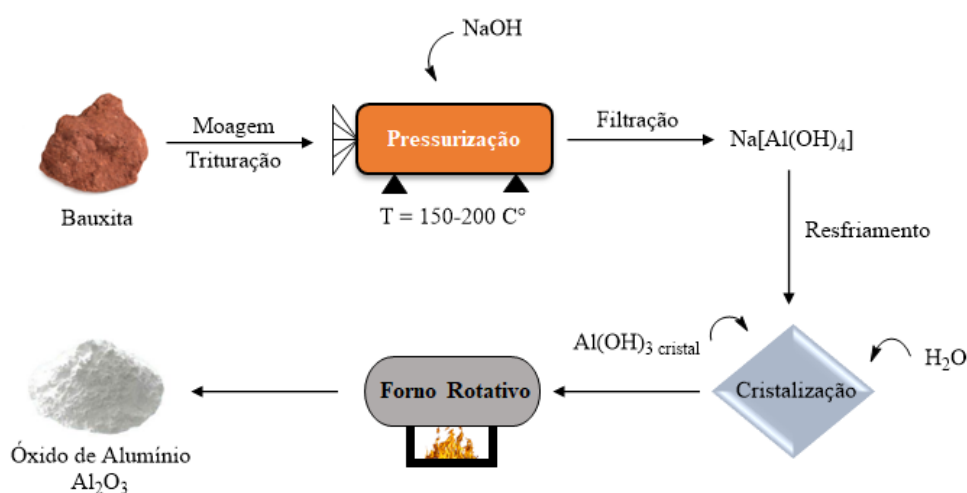 NaOH
Moagem
Trituração
Bauxita
Pressurização
T = 150-200 C°
Filtração
Na[Al(OH)₄]
Resfriamento
Al(OH)₃ cristal
H₂O
Cristalização
Forno Rotativo
Óxido de Alumínio
Al₂O₃